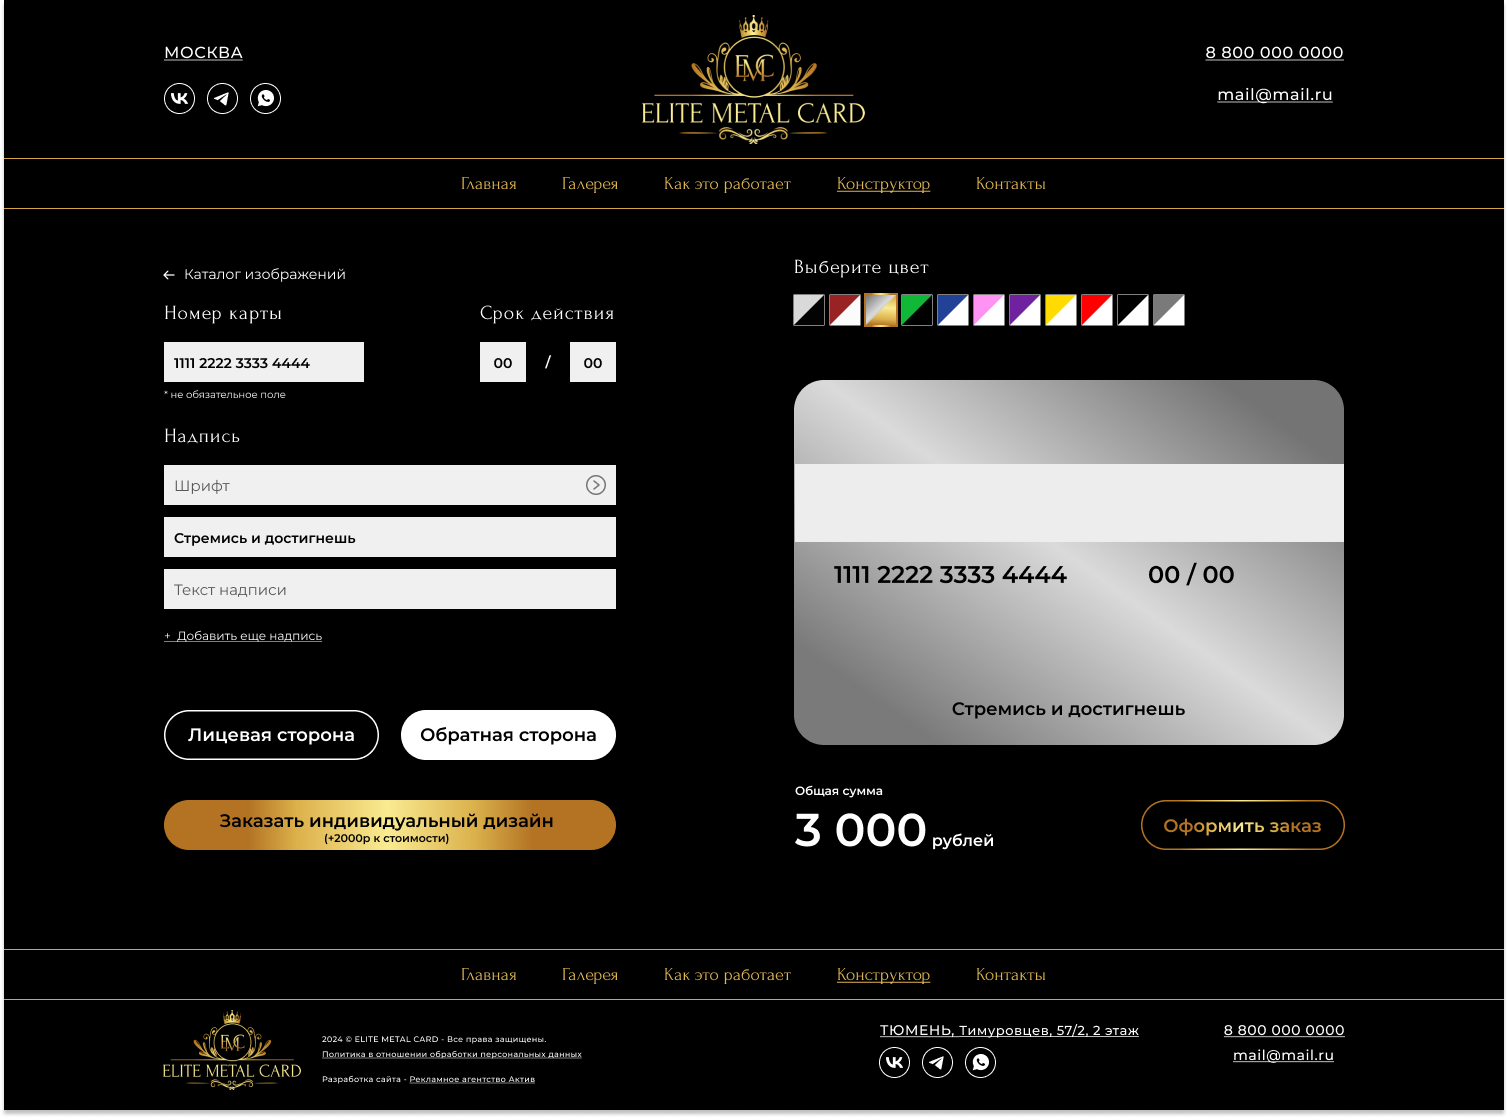 МОСКВА
8 800 000 0000
mail@mail.ru
EMC
ELITE METAL CARD
Главная Галерея Как это работает Конструктор Контакты
← Каталог изображений
Номер карты
Срок действия
1111 2222 3333 4444
00 / 00
* не обязательное поле
Надпись
Шрифт
Стремись и достигнешь
Текст надписи
+ Добавить еще надпись
Лицевая сторона
Обратная сторона
Заказать индивидуальный дизайн
(+2000р к стоимости)
Выберите цвет
1111 2222 3333 4444
00 / 00
Стремись и достигнешь
Общая сумма
3 000 рублей
Оформить заказ
Главная Галерея Как это работает Конструктор Контакты
EMC
ELITE METAL CARD
2024 © ELITE METAL CARD - Все права защищены.
Политика в отношении обработки персональных данных
Разработка сайта - Рекламное агентство Актив
ТЮМЕНЬ, Тимуровцев, 57/2, 2 этаж
8 800 000 0000
mail@mail.ru